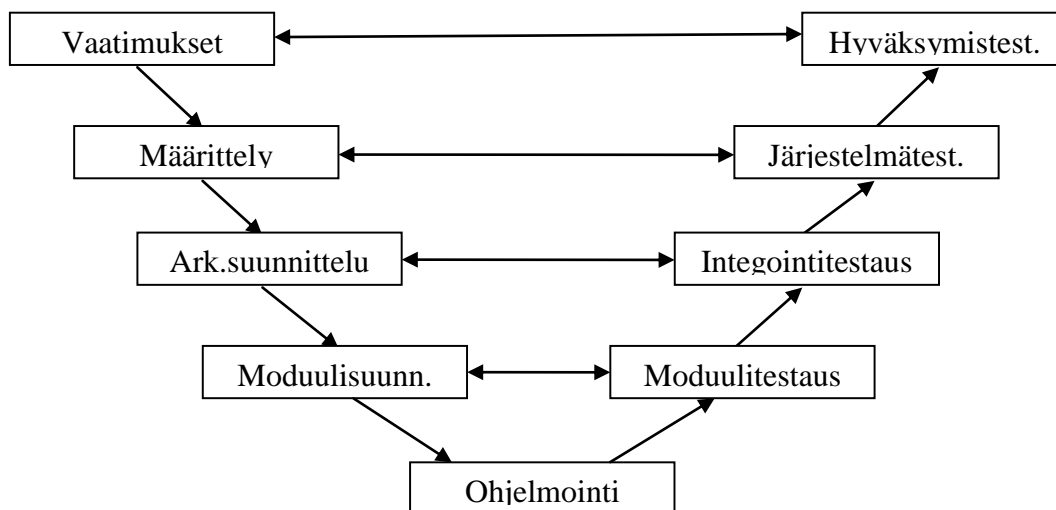 Vaatimukset
Hyväksymistest.
Määrittely
Järjestelmätest.
Ark.suunnittelu
Integointitestaus
Moduulisuunn.
Moduulitestaus
Ohjelmointi